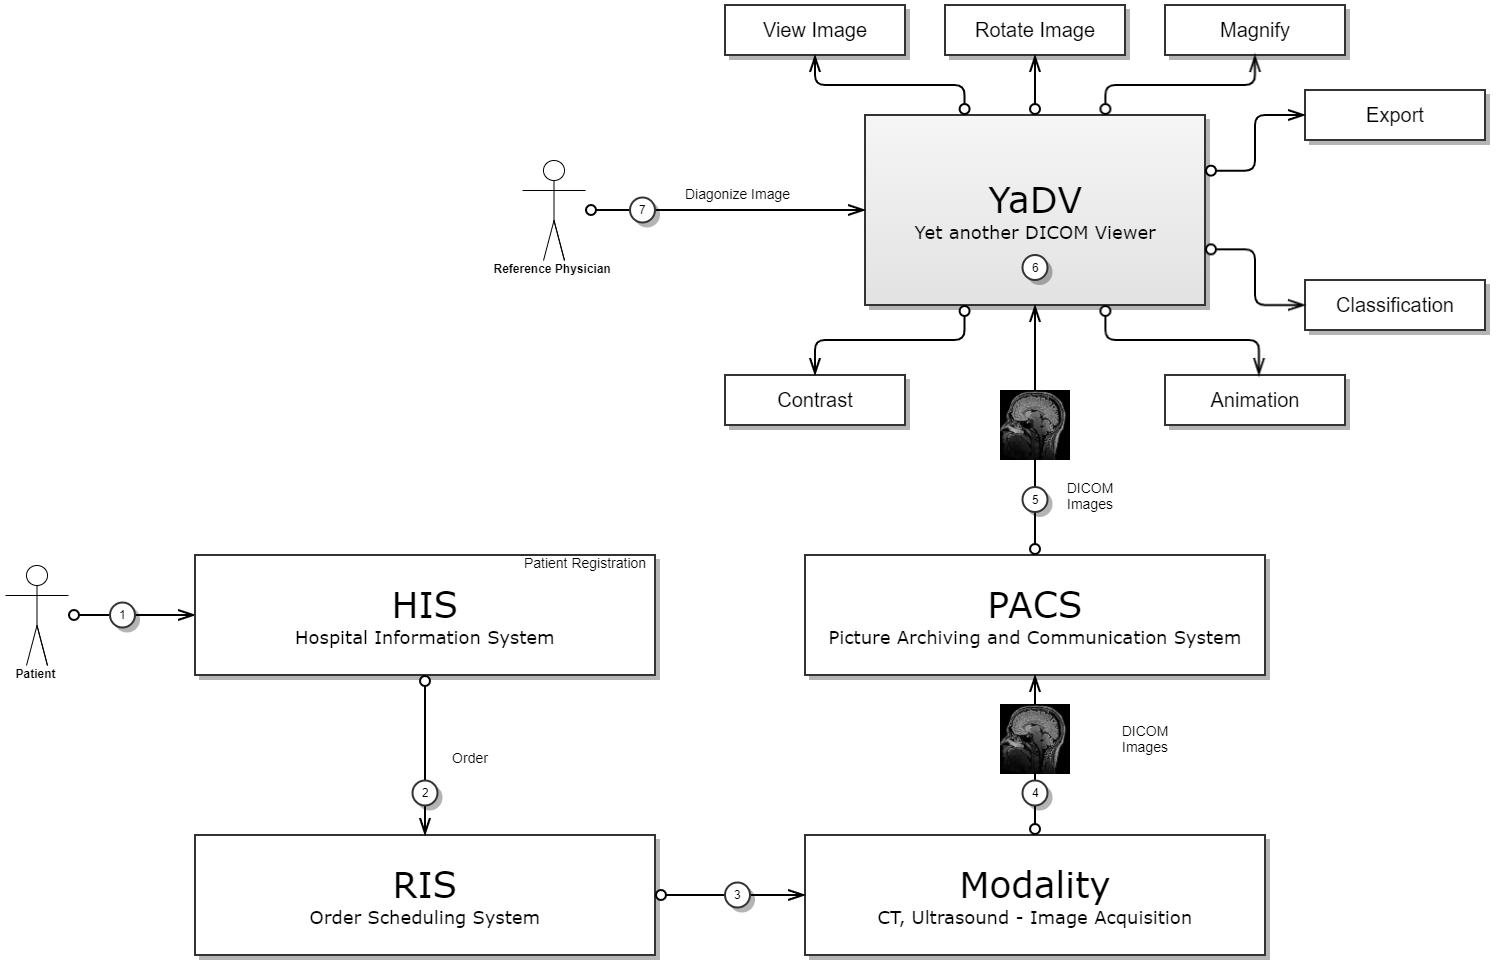 View Image
Rotate Image
Magnify
Export
YaDV
Yet another DICOM Viewer
6
7
Diagonize Image
Reference Physician
Classification
Contrast
Animation
5
DICOM
Images
Patient Registration
HIS
Hospital Information System
1
Patient
PACS
Picture Archiving and Communication System
Order
2
DICOM
Images
4
RIS
Order Scheduling System
3
Modality
CT, Ultrasound - Image Acquisition